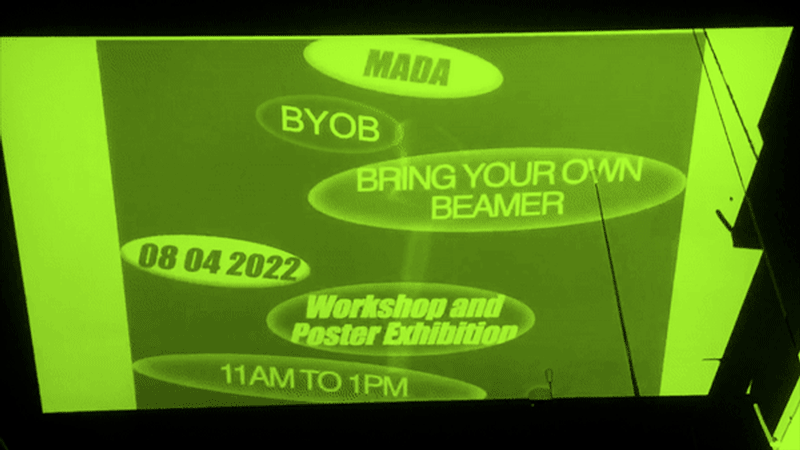 MADA
BYOB
BRING YOUR OWN
BEAMER
08 04 2022
Workshop and
Poster Exhibition
11AM TO 1PM